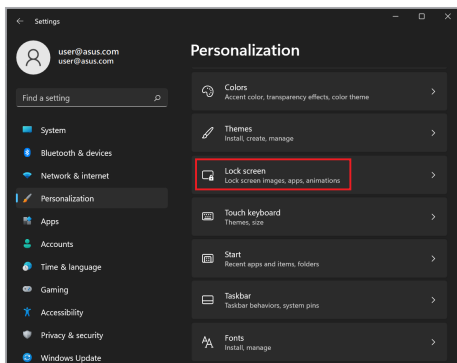 Settings
user@asus.com
user@asus.com
Find a setting
System
Bluetooth & devices
Network & internet
Personalization
Apps
Accounts
Time & language
Gaming
Accessibility
Privacy & security
Windows Update
Personalization
Colors
Accent color, transparency effects, color theme
Themes
Install, create, manage
Lock screen
Lock screen images, apps, animations
Touch keyboard
Themes, size
Start
Recent apps and items, folders
Taskbar
Taskbar behaviors, system pins
Fonts
Install, manage